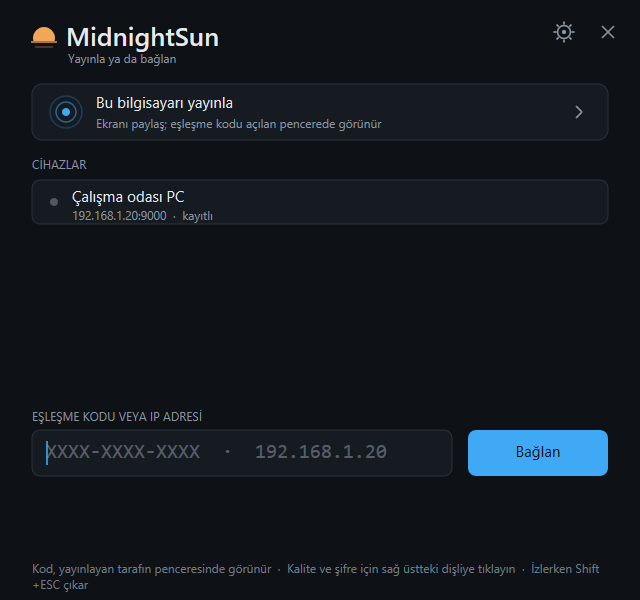 MidnightSun
Yayınla ya da bağlan
Bu bilgisayarı yayınla
Ekranı paylaş; eşleşme kodu açılan pencerede görünür
CİHAZLAR
Çalışma odası PC
192.168.1.20:9000 · kayıtlı
EŞLEŞME KODU VEYA IP ADRESİ
XXXX-XXXX-XXXX · 192.168.1.20
Bağlan
Kod, yayınlayan tarafın penceresinde görünür · Kalite ve şifre için sağ üstteki dişliye tıklayın · İzlerken Shift
+ESC çıkar